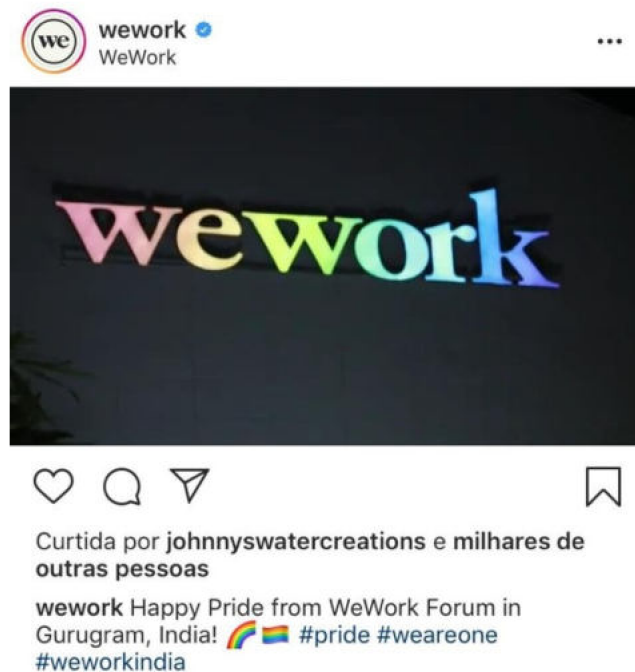 we
wework
WeWork
wework
Curtida por johnnyswatercreations e milhares de
outras pessoas
wework Happy Pride from WeWork Forum in
Gurugram, India! 🌈 🏳️‍🌈 #pride #weareone
#weworkindia